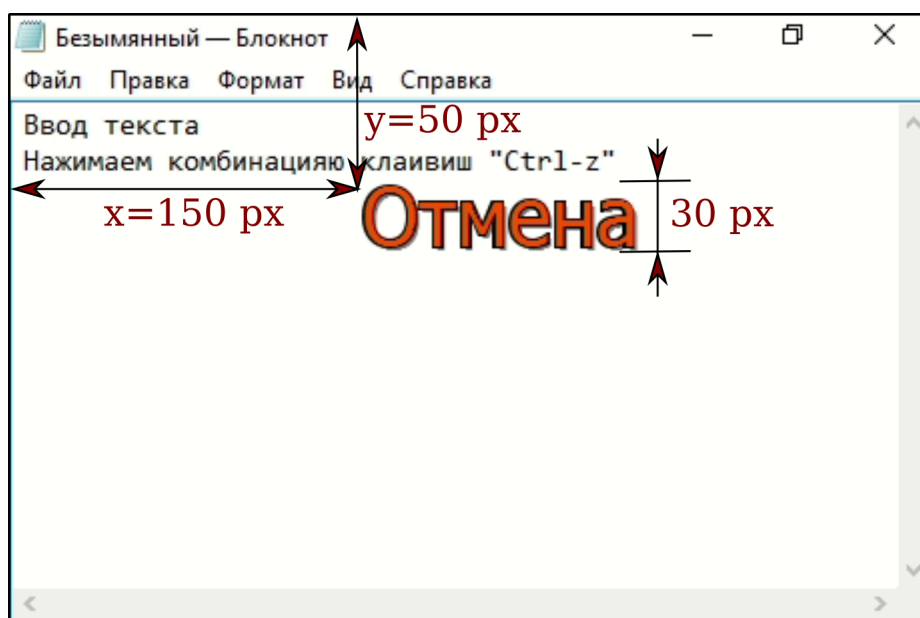 Безымянный — Блокнот
Файл Правка Формат Вид Справка
Ввод текста
y=50 px
Нажимаем комбинацияю клаивиш "Ctrl-z"
x=150 px
Отмена
30 px